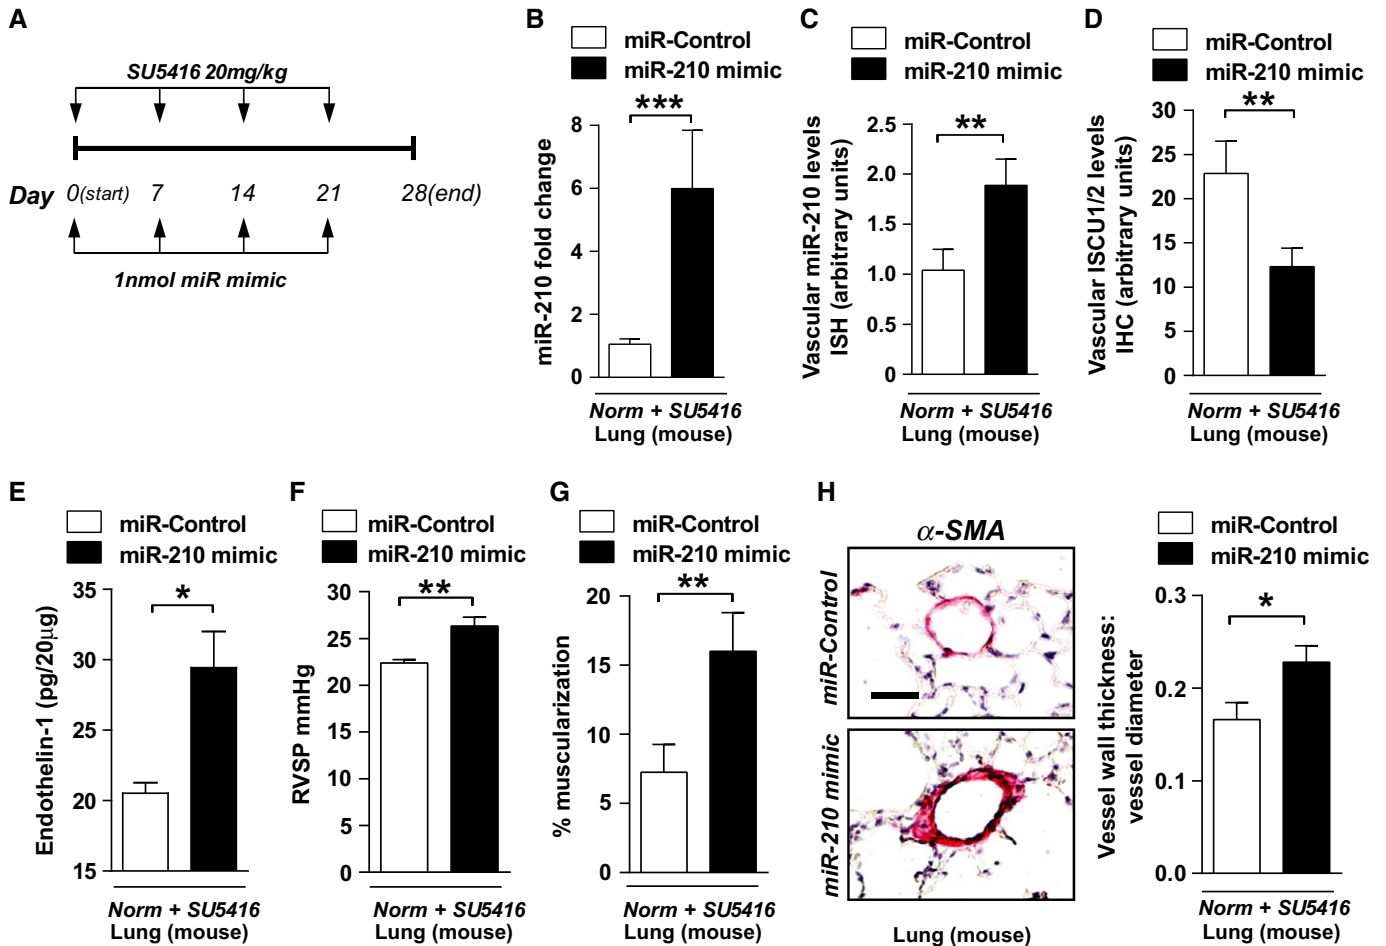 A
SU5416 20mg/kg
Day 0(start) 7 14 21 28(end)
1nmol miR mimic
B
miR-Control
miR-210 mimic
***
miR-210 fold change
8
6
4
2
0
Norm + SU5416
Lung (mouse)
C
miR-Control
miR-210 mimic
**
Vascular miR-210 levels
ISH (arbitrary units)
2.5
2.0
1.5
1.0
0.5
0
Norm + SU5416
Lung (mouse)
D
miR-Control
miR-210 mimic
**
Vascular ISCU1/2 levels
IHC (arbitrary units)
30
25
20
15
10
5
0
Norm + SU5416
Lung (mouse)
E
miR-Control
miR-210 mimic
*
Endothelin-1 (pg/20µg)
35
30
25
20
15
Norm + SU5416
Lung (mouse)
F
miR-Control
miR-210 mimic
**
RVSP mmHg
30
25
20
15
10
5
0
Norm + SU5416
Lung (mouse)
G
miR-Control
miR-210 mimic
**
% muscularization
20
15
10
5
0
Norm + SU5416
Lung (mouse)
H
α-SMA
miR-Control
miR-210 mimic
Lung (mouse)
miR-Control
miR-210 mimic
*
Vessel wall thickness:
vessel diameter
0.3
0.2
0.1
0.0
Norm + SU5416
Lung (mouse)